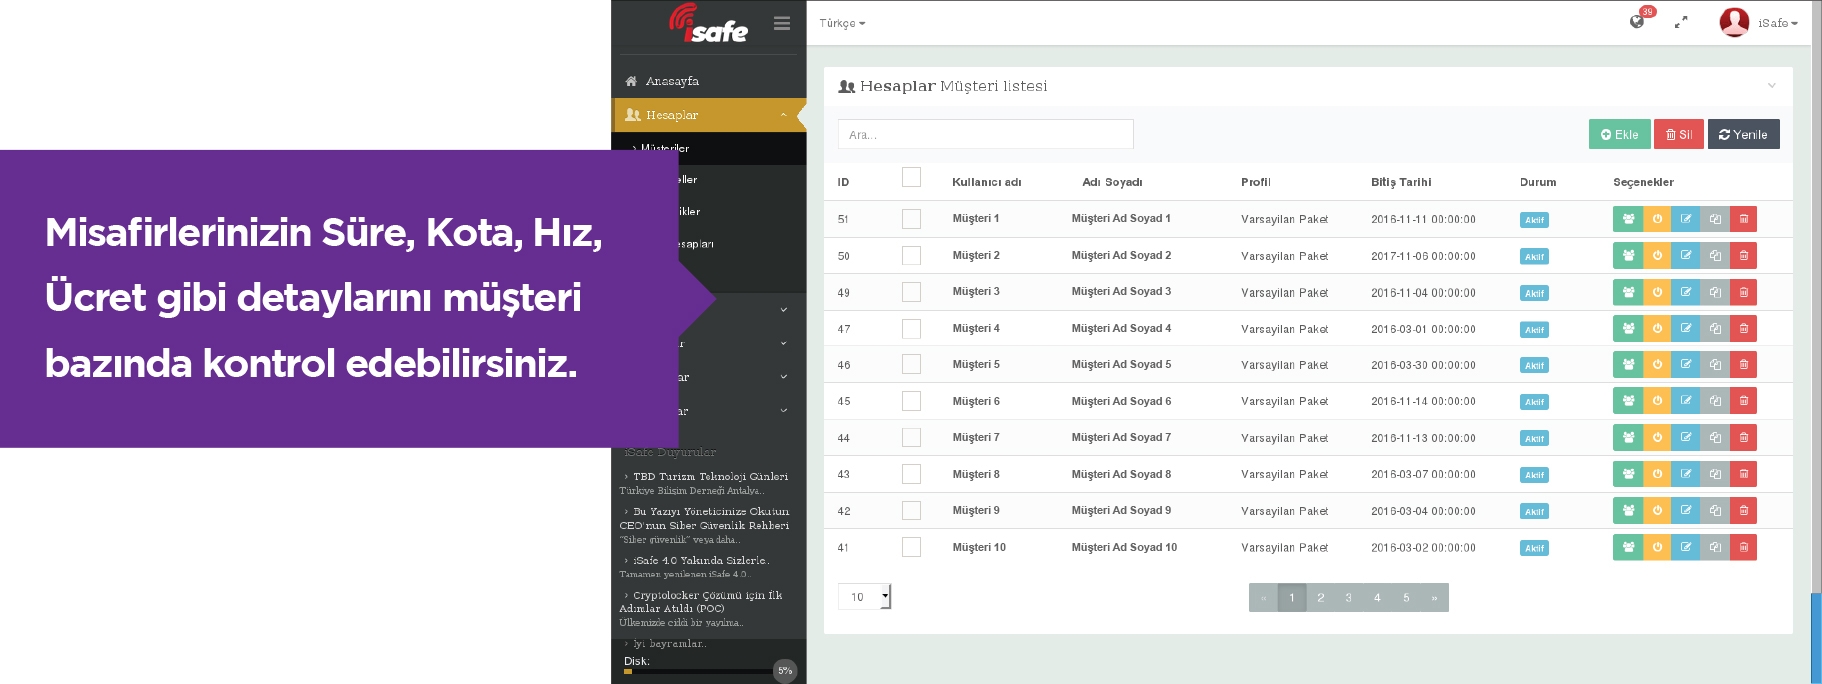 isafe
Türkçe
39
iSafe
Anasayfa
Hesaplar
Müşteriler
Misafirlerinizin Süre, Kota, Hız,
Ücret gibi detaylarını müşteri
bazında kontrol edebilirsiniz.
iSafe Duyurular
TBD Turizm Teknoloji Günleri
Türkiye Bilişim Derneği Antalya..
Bu Yazıyı Yöneticinize Okutun
CEO'nun Siber Güvenlik Rehberi
"Siber güvenlik" veya daha..
iSafe 4.0 Yakında Sizlerle..
Tamamen yenilenen iSafe 4.0..
Cryptolocker Çözümü için İlk
Adımlar Atıldı (POC)
Ülkemizde ciddi bir yayılma..
İyi bayramlar..
Disk:
5%
Hesaplar Müşteri listesi
Ara...
Ekle Sil Yenile
ID Kullanıcı adı Adı Soyadı Profil Bitiş Tarihi Durum Seçenekler
51 Müşteri 1 Müşteri Ad Soyad 1 Varsayılan Paket 2016-11-11 00:00:00 Aktif
50 Müşteri 2 Müşteri Ad Soyad 2 Varsayılan Paket 2017-11-06 00:00:00 Aktif
49 Müşteri 3 Müşteri Ad Soyad 3 Varsayılan Paket 2016-11-04 00:00:00 Aktif
47 Müşteri 4 Müşteri Ad Soyad 4 Varsayılan Paket 2016-03-01 00:00:00 Aktif
46 Müşteri 5 Müşteri Ad Soyad 5 Varsayılan Paket 2016-03-30 00:00:00 Aktif
45 Müşteri 6 Müşteri Ad Soyad 6 Varsayılan Paket 2016-11-14 00:00:00 Aktif
44 Müşteri 7 Müşteri Ad Soyad 7 Varsayılan Paket 2016-11-13 00:00:00 Aktif
43 Müşteri 8 Müşteri Ad Soyad 8 Varsayılan Paket 2016-03-07 00:00:00 Aktif
42 Müşteri 9 Müşteri Ad Soyad 9 Varsayılan Paket 2016-03-04 00:00:00 Aktif
41 Müşteri 10 Müşteri Ad Soyad 10 Varsayılan Paket 2016-03-02 00:00:00 Aktif
10
« 1 2 3 4 5 »